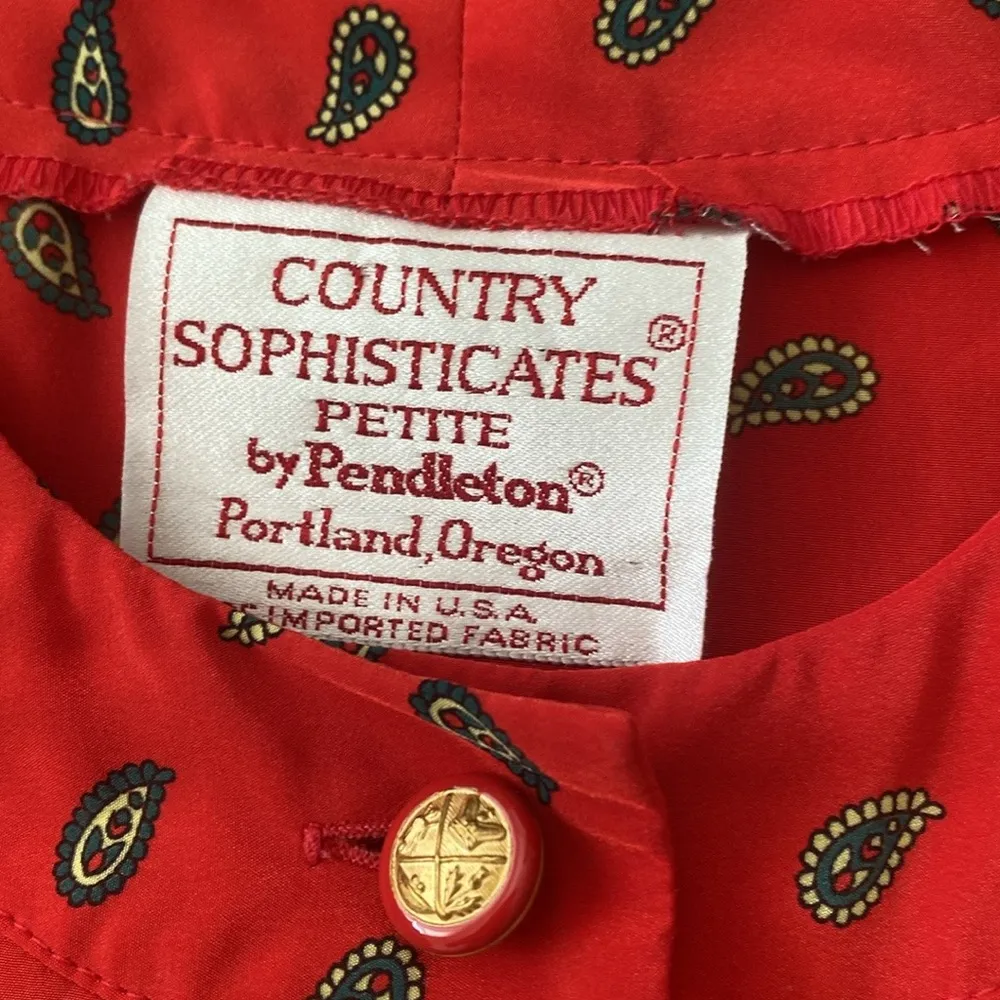 COUNTRY
SOPHISTICATES®
PETITE
by Pendleton®
Portland, Oregon
MADE IN U.S.A.
IMPORTED FABRIC